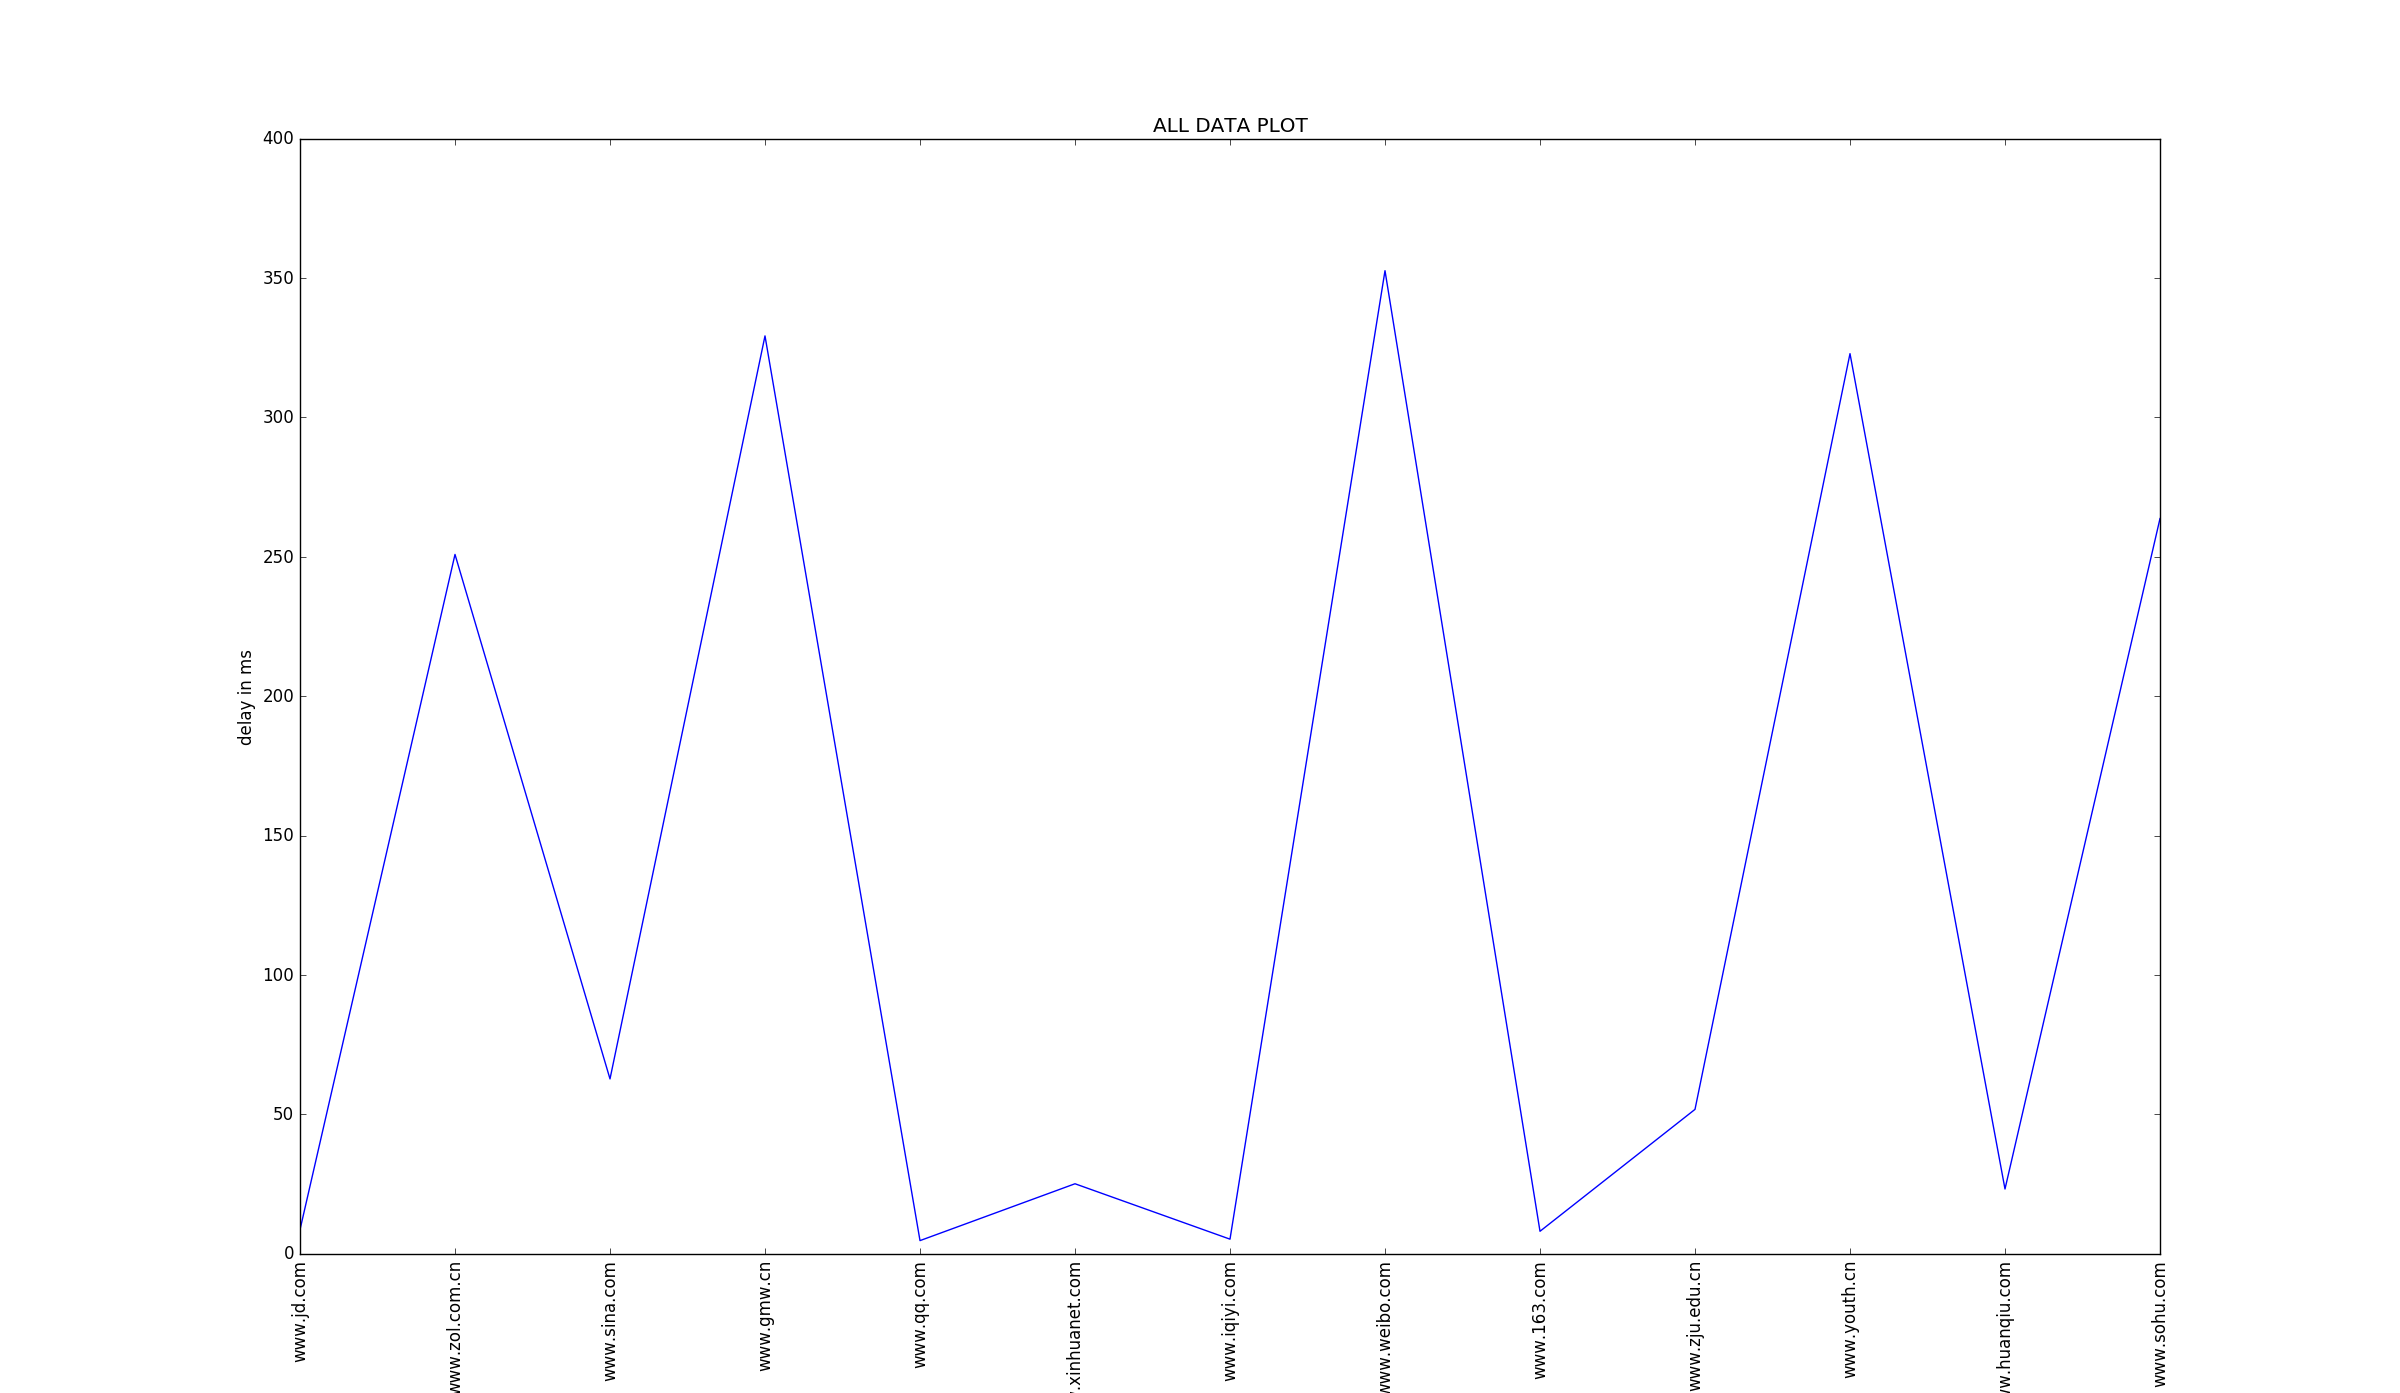 ALL DATA PLOT
400
350
300
250
200
150
100
50
0
delay in ms
www.jd.com
www.zol.com.cn
www.sina.com
www.gmw.cn
www.qq.com
.xinhuanet.com
www.iqiyi.com
www.weibo.com
www.163.com
www.zju.edu.cn
www.youth.cn
w.huanqiu.com
www.sohu.com